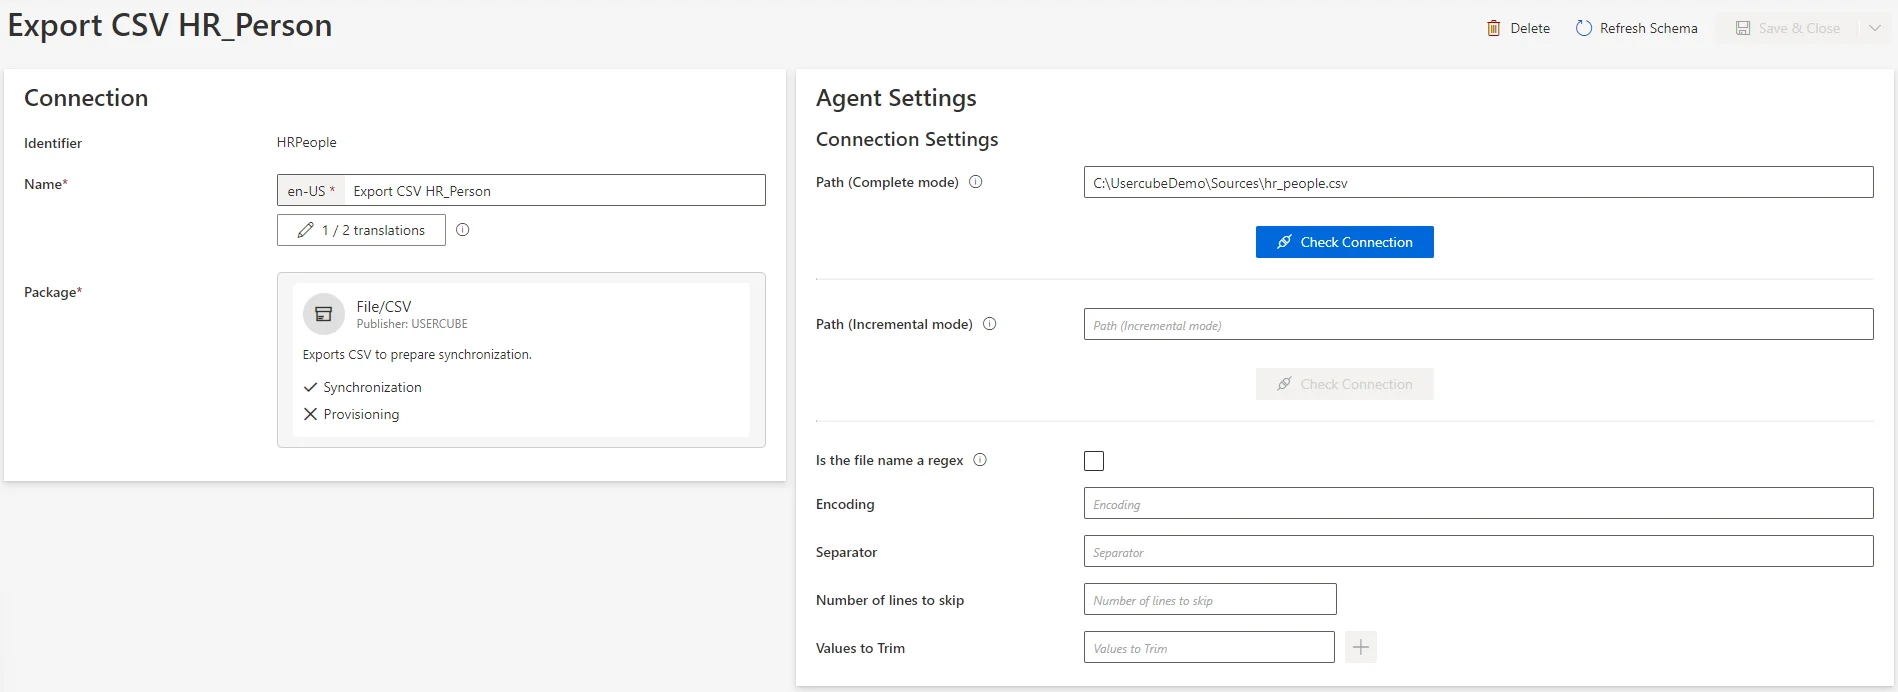 Export CSV HR_Person
Delete
Refresh Schema
Save & Close
Connection
Identifier
HRPeople
Name*
en-US * Export CSV HR_Person
1 / 2 translations
Package*
File/CSV
Publisher: USERCUBE
Exports CSV to prepare synchronization.
Synchronization
Provisioning
Agent Settings
Connection Settings
Path (Complete mode)
C:\UsercubeDemo\Sources\hr_people.csv
Check Connection
Path (Incremental mode)
Path (Incremental mode)
Check Connection
Is the file name a regex
Encoding
Encoding
Separator
Separator
Number of lines to skip
Number of lines to skip
Values to Trim
Values to Trim